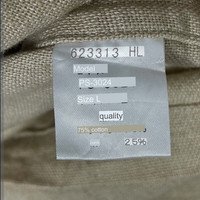 623313 HL
Model
PS-3024
Size L
quality
75% cotton
25%